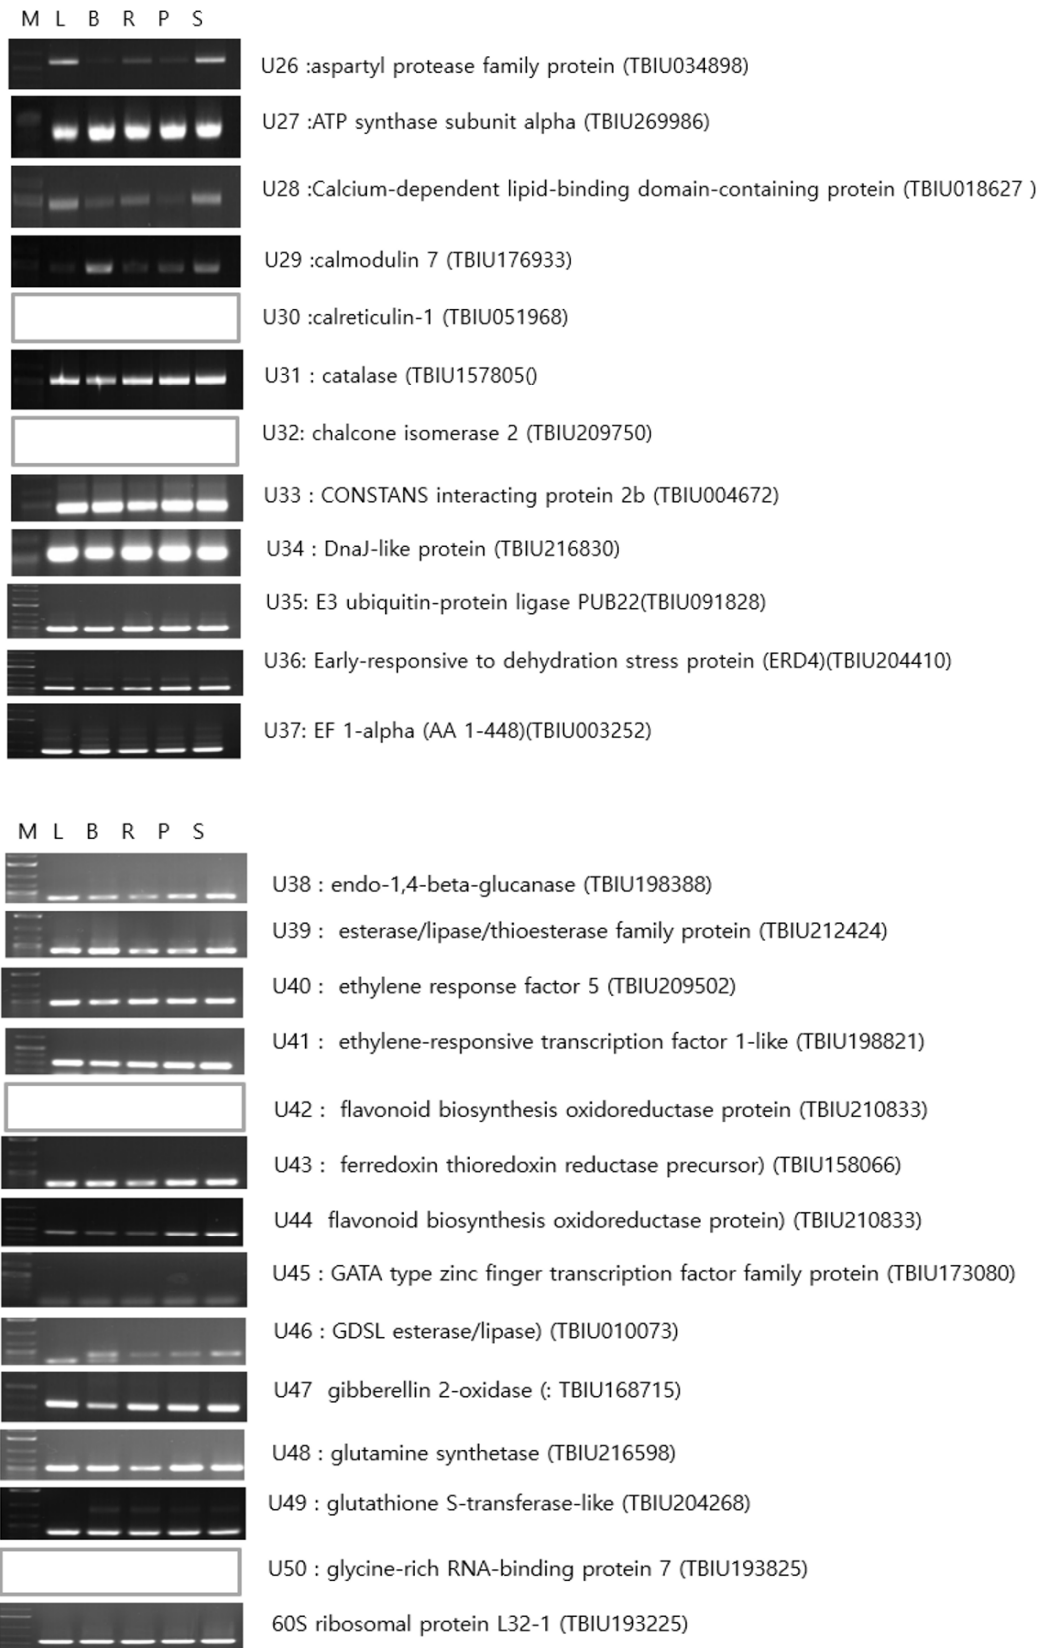 M L B R P S
U26 :aspartyl protease family protein (TBIU034898)
U27 :ATP synthase subunit alpha (TBIU269986)
U28 :Calcium-dependent lipid-binding domain-containing protein (TBIU018627 )
U29 :calmodulin 7 (TBIU176933)
U30 :calreticulin-1 (TBIU051968)
U31 : catalase (TBIU157805()
U32: chalcone isomerase 2 (TBIU209750)
U33 : CONSTANS interacting protein 2b (TBIU004672)
U34 : DnaJ-like protein (TBIU216830)
U35: E3 ubiquitin-protein ligase PUB22(TBIU091828)
U36: Early-responsive to dehydration stress protein (ERD4)(TBIU204410)
U37: EF 1-alpha (AA 1-448)(TBIU003252)
M L B R P S
U38 : endo-1,4-beta-glucanase (TBIU198388)
U39 : esterase/lipase/thioesterase family protein (TBIU212424)
U40 : ethylene response factor 5 (TBIU209502)
U41 : ethylene-responsive transcription factor 1-like (TBIU198821)
U42 : flavonoid biosynthesis oxidoreductase protein (TBIU210833)
U43 : ferredoxin thioredoxin reductase precursor) (TBIU158066)
U44 flavonoid biosynthesis oxidoreductase protein) (TBIU210833)
U45 : GATA type zinc finger transcription factor family protein (TBIU173080)
U46 : GDSL esterase/lipase) (TBIU010073)
U47 gibberellin 2-oxidase (: TBIU168715)
U48 : glutamine synthetase (TBIU216598)
U49 : glutathione S-transferase-like (TBIU204268)
U50 : glycine-rich RNA-binding protein 7 (TBIU193825)
60S ribosomal protein L32-1 (TBIU193225)